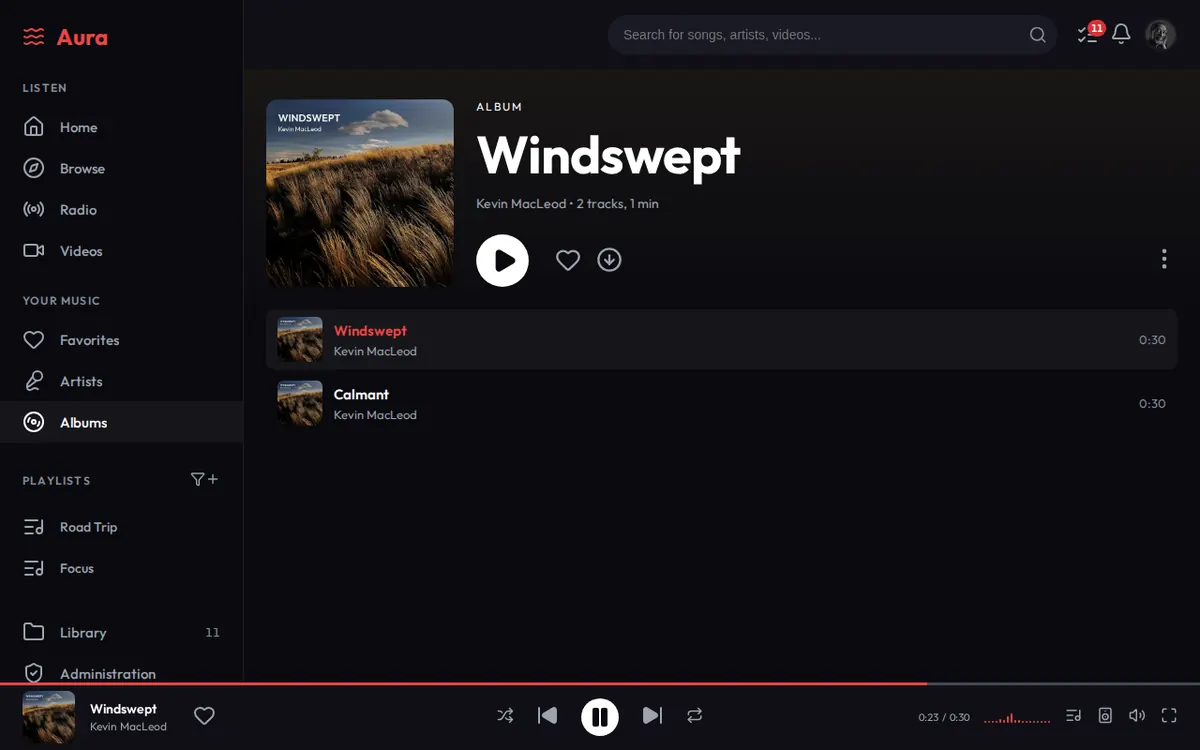 Aura
Search for songs, artists, videos...
11
LISTEN
Home
Browse
Radio
Videos
YOUR MUSIC
Favorites
Artists
Albums
PLAYLISTS
Road Trip
Focus
Library 11
Administration
WINDSWEPT
Kevin MacLeod
ALBUM
Windswept
Kevin MacLeod • 2 tracks, 1 min
Windswept
Kevin MacLeod
0:30
Calmant
Kevin MacLeod
0:30
Windswept
Kevin MacLeod
0:23 / 0:30